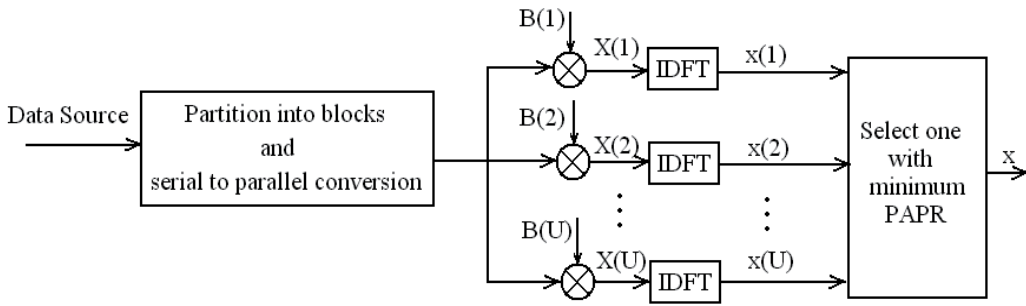 Data Source
Partition into blocks
and
serial to parallel conversion
B(1)
X(1)
IDFT
x(1)
B(2)
X(2)
IDFT
x(2)
B(U)
X(U)
IDFT
x(U)
Select one
with
minimum
PAPR
x